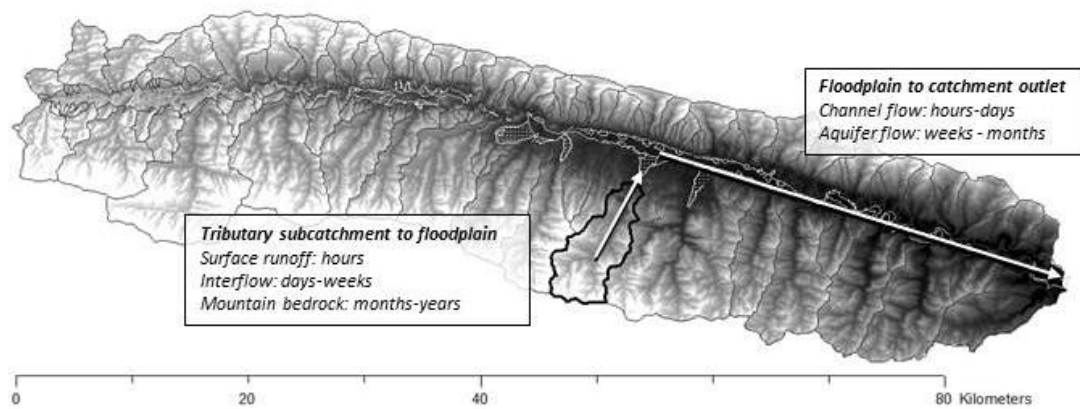 Floodplain to catchment outlet
Channel flow: hours-days
Aquifer flow: weeks - months
Tributary subcatchment to floodplain
Surface runoff: hours
Interflow: days-weeks
Mountain bedrock: months-years
0 20 40 80 Kilometers